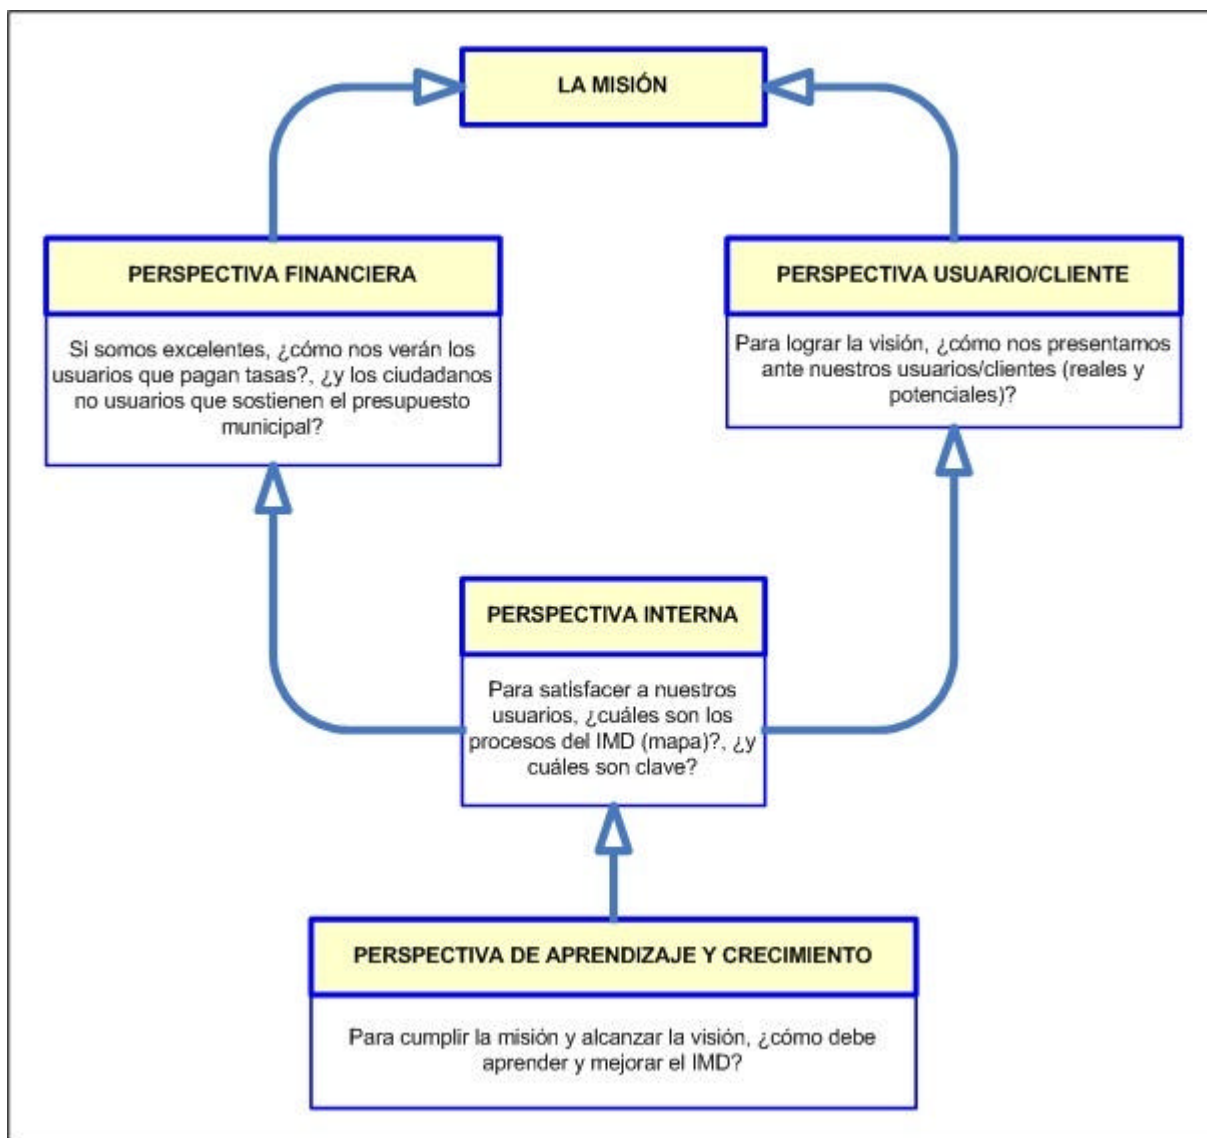 LA MISIÓN
PERSPECTIVA FINANCIERA
Si somos excelentes, ¿cómo nos verán los
usuarios que pagan tasas?, ¿y los ciudadanos
no usuarios que sostienen el presupuesto
municipal?
PERSPECTIVA USUARIO/CLIENTE
Para lograr la visión, ¿cómo nos presentamos
ante nuestros usuarios/clientes (reales y
potenciales)?
PERSPECTIVA INTERNA
Para satisfacer a nuestros
usuarios, ¿cuáles son los
procesos del IMD (mapa)?, ¿y
cuáles son clave?
PERSPECTIVA DE APRENDIZAJE Y CRECIMIENTO
Para cumplir la misión y alcanzar la visión, ¿cómo debe
aprender y mejorar el IMD?